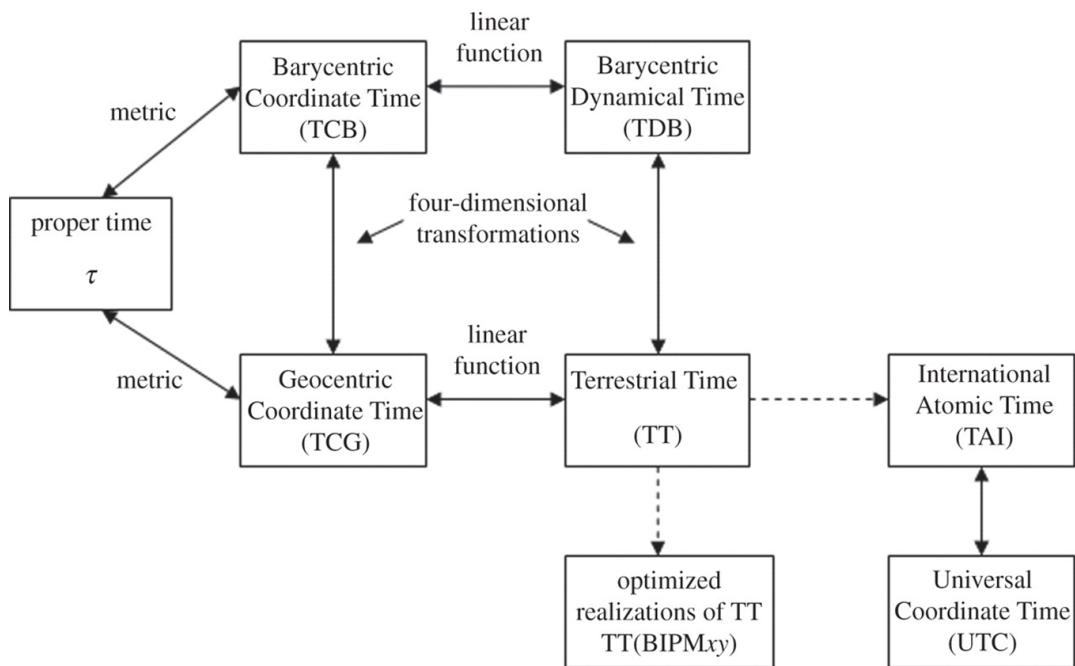 linear
function
Barycentric
Coordinate Time
(TCB)
Barycentric
Dynamical Time
(TDB)
metric
proper time
τ
four-dimensional
transformations
metric
linear
function
Geocentric
Coordinate Time
(TCG)
Terrestrial Time
(TT)
International
Atomic Time
(TAI)
optimized
realizations of TT
TT(BIPMxy)
Universal
Coordinate Time
(UTC)